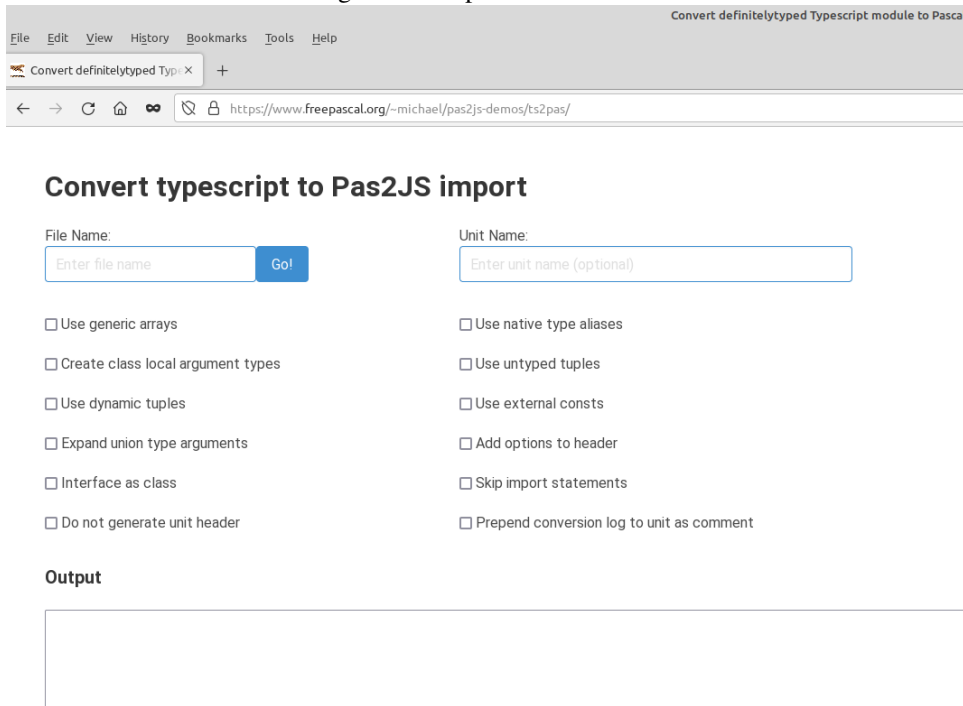 Convert definitelytyped Typescript module to Pasca
File Edit View History Bookmarks Tools Help
Convert definitelytyped Type
https://www.freepascal.org/~michael/pas2js-demos/ts2pas/
Convert typescript to Pas2JS import
File Name: Unit Name:
Enter file name Go! Enter unit name (optional)
Use generic arrays Use native type aliases
Create class local argument types Use untyped tuples
Use dynamic tuples Use external consts
Expand union type arguments Add options to header
Interface as class Skip import statements
Do not generate unit header Prepend conversion log to unit as comment
Output